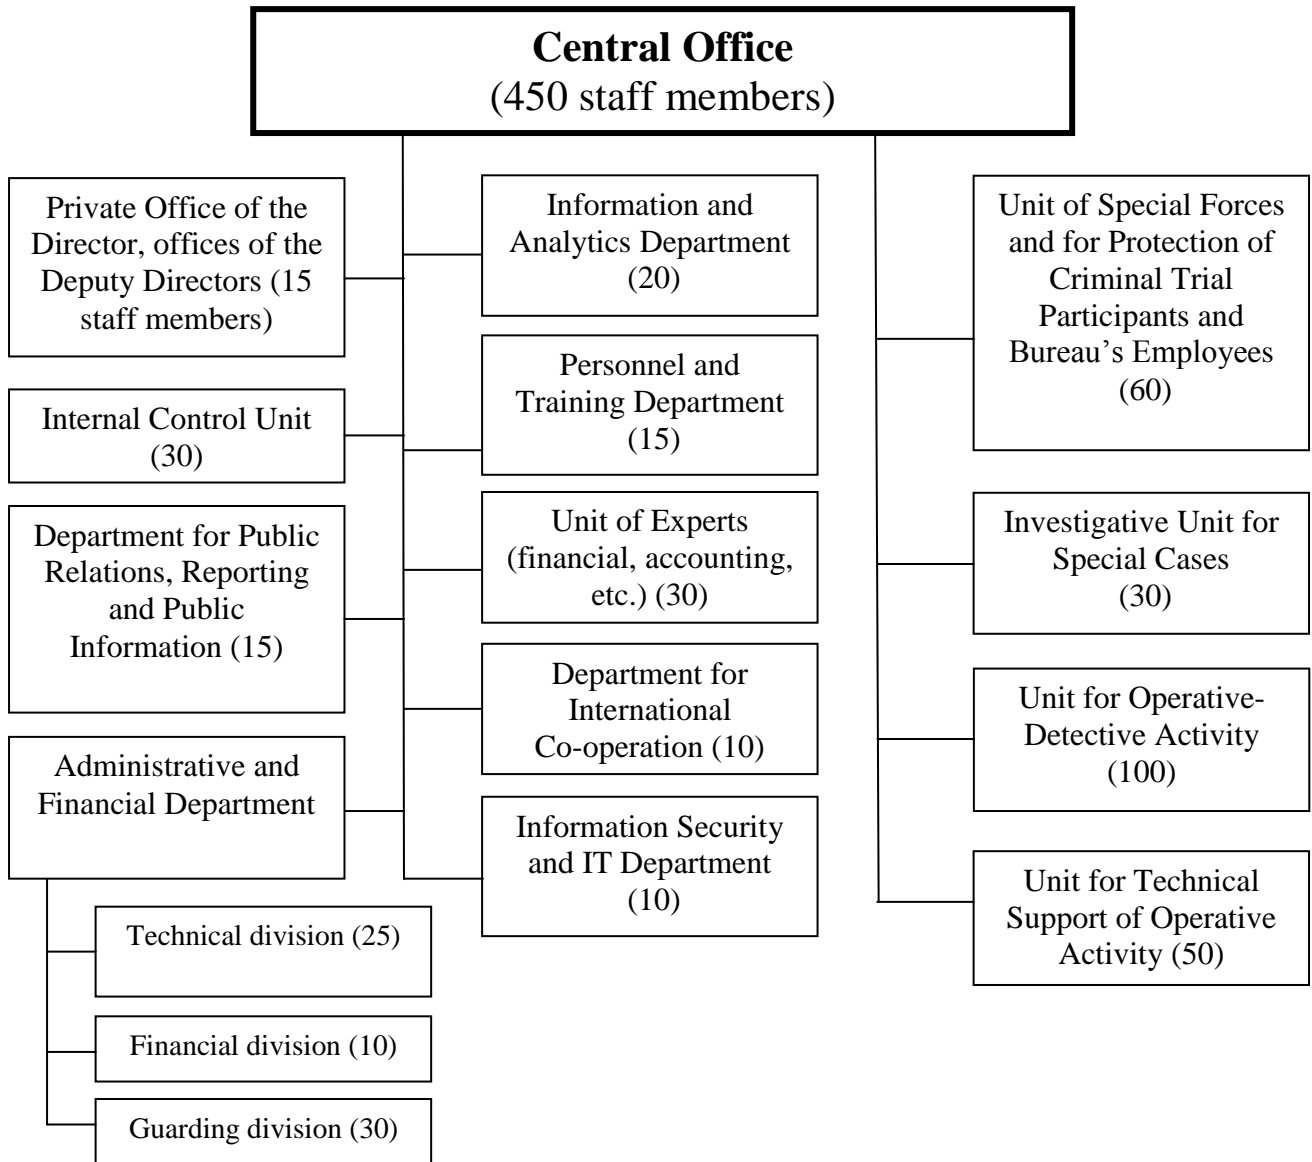 Central Office
(450 staff members)
Private Office of the
Director, offices of the
Deputy Directors (15
staff members)
Internal Control Unit
(30)
Department for Public
Relations, Reporting
and Public
Information (15)
Administrative and
Financial Department
Technical division (25)
Financial division (10)
Guarding division (30)
Information and
Analytics Department
(20)
Personnel and
Training Department
(15)
Unit of Experts
(financial, accounting,
etc.) (30)
Department for
International
Co-operation (10)
Information Security
and IT Department
(10)
Unit of Special Forces
and for Protection of
Criminal Trial
Participants and
Bureau’s Employees
(60)
Investigative Unit for
Special Cases
(30)
Unit for Operative-
Detective Activity
(100)
Unit for Technical
Support of Operative
Activity (50)